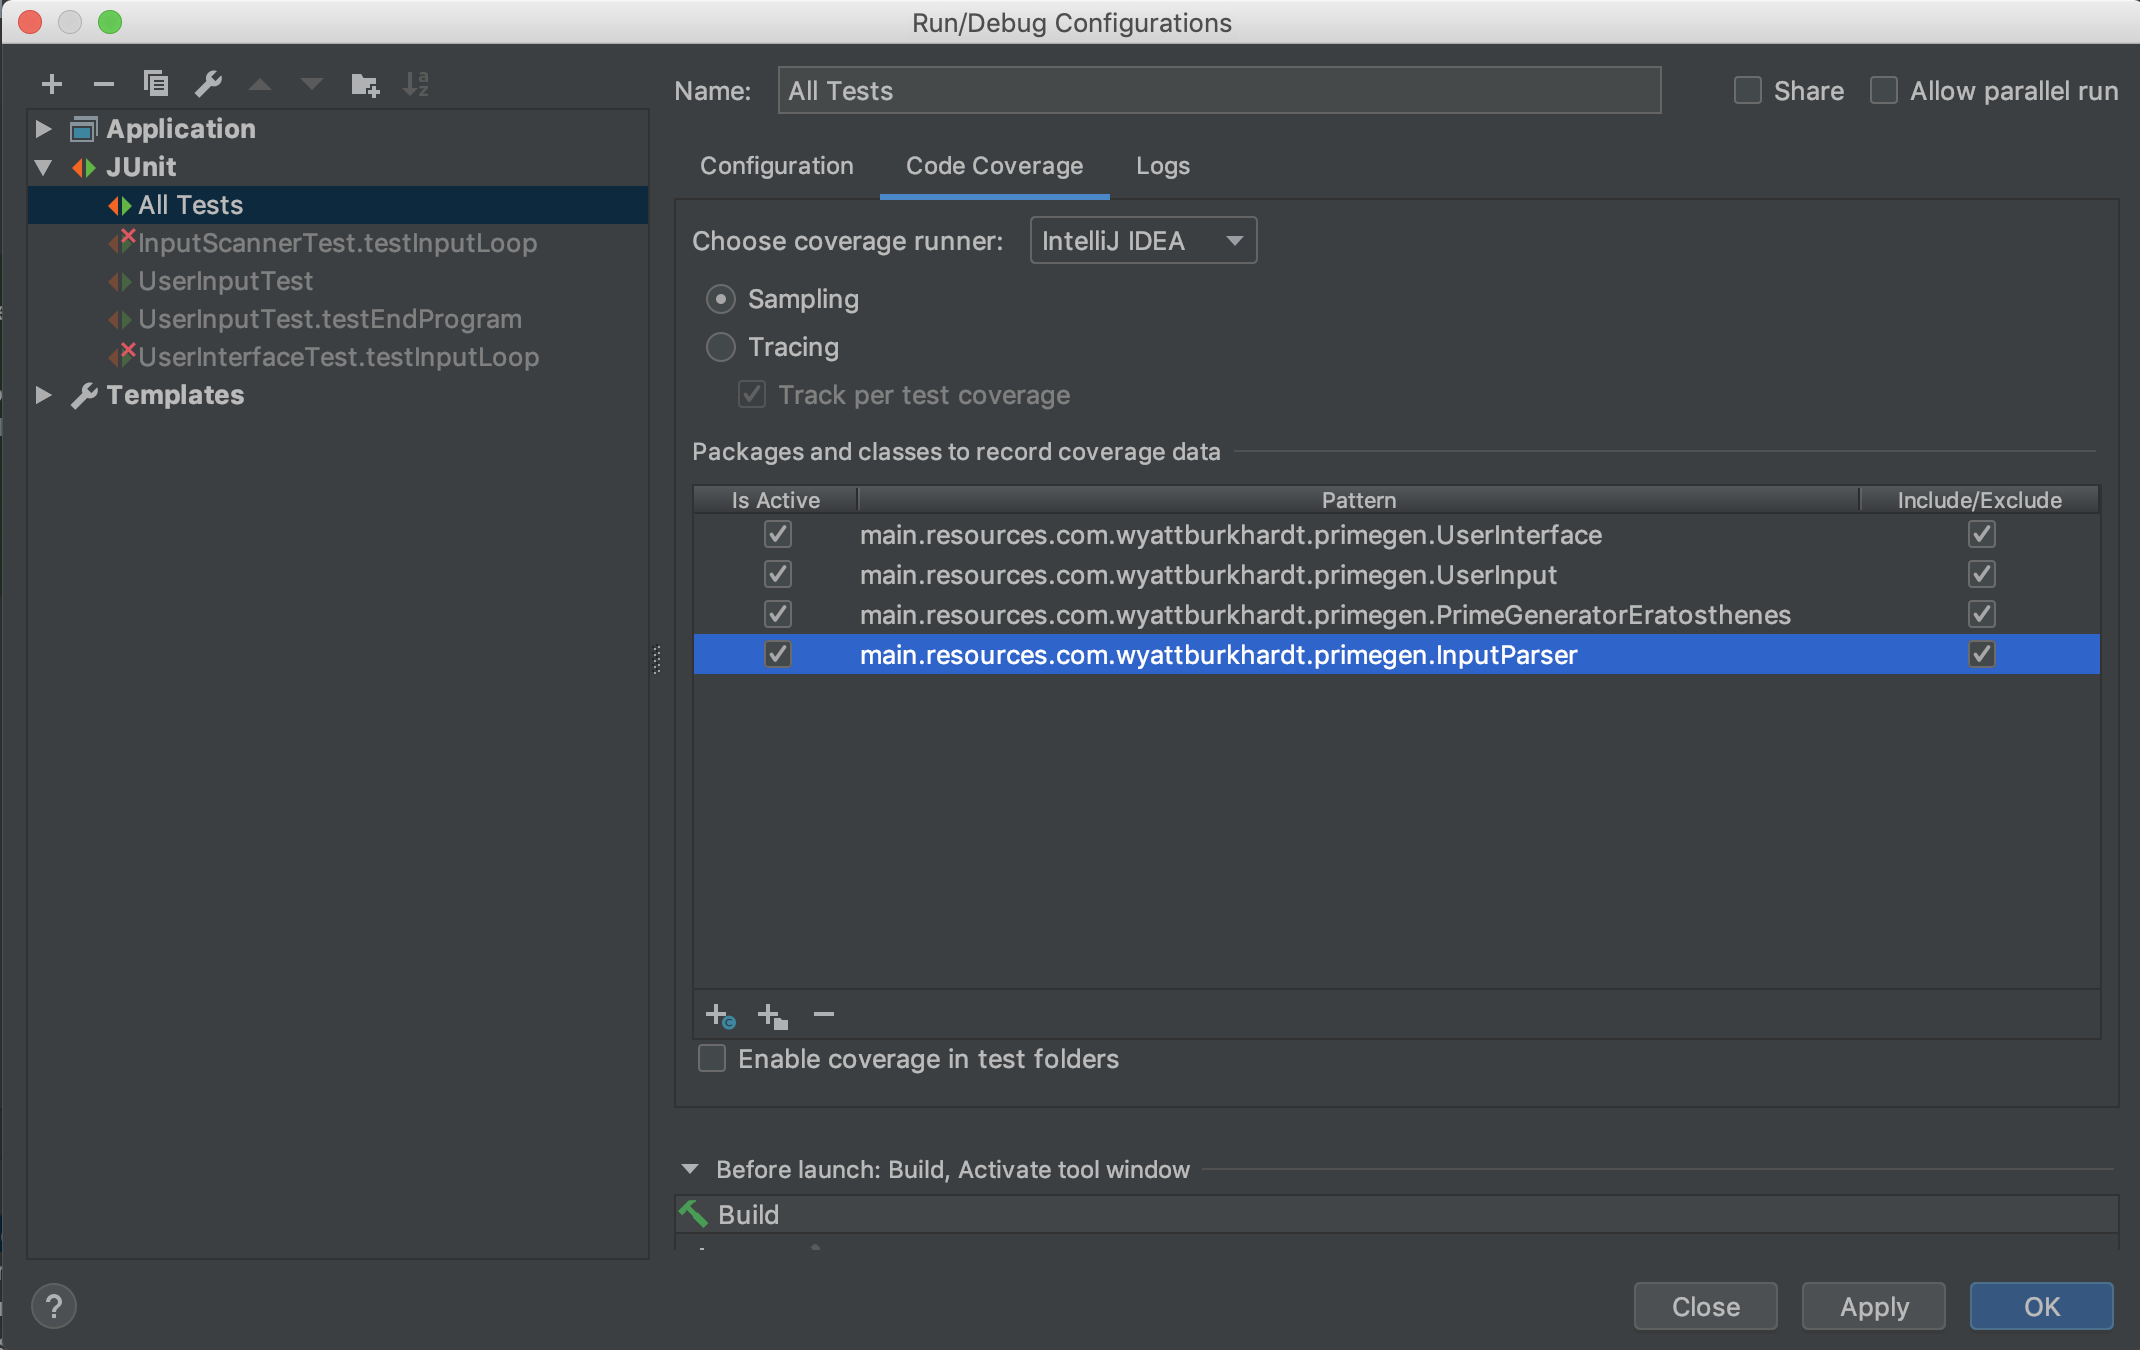 Run/Debug Configurations
Name: All Tests
Share
Allow parallel run
Application
JUnit
All Tests
InputScannerTest.testInputLoop
UserInputTest
UserInputTest.testEndProgram
UserInterfaceTest.testInputLoop
Templates
Configuration Code Coverage Logs
Choose coverage runner: IntelliJ IDEA
Sampling
Tracing
Track per test coverage
Packages and classes to record coverage data
Is Active Pattern Include/Exclude
main.resources.com.wyattburkhardt.primegen.UserInterface
main.resources.com.wyattburkhardt.primegen.UserInput
main.resources.com.wyattburkhardt.primegen.PrimeGeneratorEratosthenes
main.resources.com.wyattburkhardt.primegen.InputParser
Enable coverage in test folders
Before launch: Build, Activate tool window
Build
?
Close Apply OK